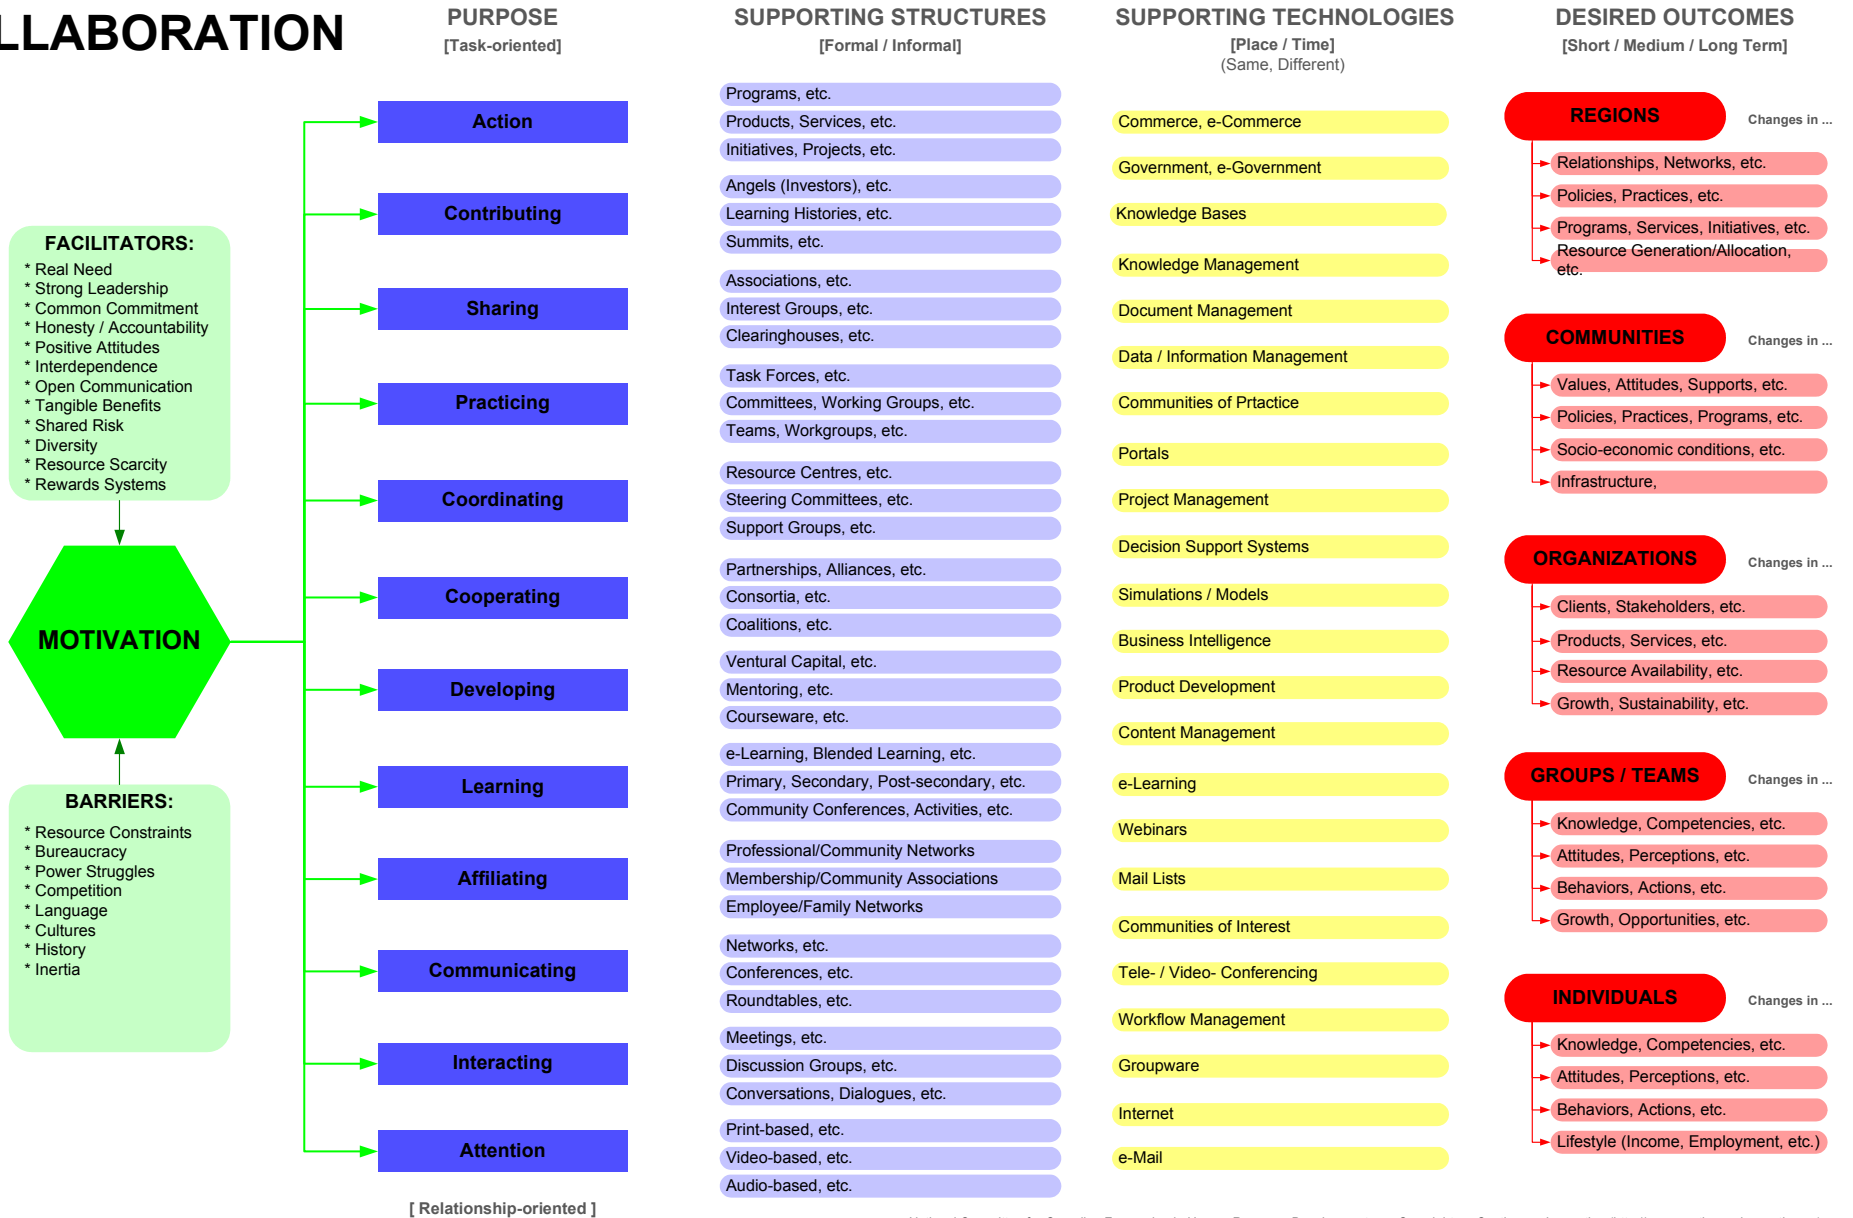 LLABORATION
PURPOSE
[Task-oriented]
SUPPORTING STRUCTURES
[Formal / Informal]
SUPPORTING TECHNOLOGIES
[Place / Time]
(Same, Different)
DESIRED OUTCOMES
[Short / Medium / Long Term]
FACILITATORS:
* Real Need
* Strong Leadership
* Common Commitment
* Honesty / Accountability
* Positive Attitudes
* Interdependence
* Open Communication
* Tangible Benefits
* Shared Risk
* Diversity
* Resource Scarcity
* Rewards Systems
MOTIVATION
BARRIERS:
* Resource Constraints
* Bureaucracy
* Power Struggles
* Competition
* Language
* Cultures
* History
* Inertia
Action
Contributing
Sharing
Practicing
Coordinating
Cooperating
Developing
Learning
Affiliating
Communicating
Interacting
Attention
[ Relationship-oriented ]
Programs, etc.
Products, Services, etc.
Initiatives, Projects, etc.
Angels (Investors), etc.
Learning Histories, etc.
Summits, etc.
Associations, etc.
Interest Groups, etc.
Clearinghouses, etc.
Task Forces, etc.
Committees, Working Groups, etc.
Teams, Workgroups, etc.
Resource Centres, etc.
Steering Committees, etc.
Support Groups, etc.
Partnerships, Alliances, etc.
Consortia, etc.
Coalitions, etc.
Ventural Capital, etc.
Mentoring, etc.
Courseware, etc.
e-Learning, Blended Learning, etc.
Primary, Secondary, Post-secondary, etc.
Community Conferences, Activities, etc.
Professional/Community Networks
Membership/Community Associations
Employee/Family Networks
Networks, etc.
Conferences, etc.
Roundtables, etc.
Meetings, etc.
Discussion Groups, etc.
Conversations, Dialogues, etc.
Print-based, etc.
Video-based, etc.
Audio-based, etc.
Commerce, e-Commerce
Government, e-Government
Knowledge Bases
Knowledge Management
Document Management
Data / Information Management
Communities of Prtactice
Portals
Project Management
Decision Support Systems
Simulations / Models
Business Intelligence
Product Development
Content Management
e-Learning
Webinars
Mail Lists
Communities of Interest
Tele- / Video- Conferencing
Workflow Management
Groupware
Internet
e-Mail
REGIONS
Changes in ...
Relationships, Networks, etc.
Policies, Practices, etc.
Programs, Services, Initiatives, etc.
Resource Generation/Allocation,
etc.
COMMUNITIES
Changes in ...
Values, Attitudes, Supports, etc.
Policies, Practices, Programs, etc.
Socio-economic conditions, etc.
Infrastructure,
ORGANIZATIONS
Changes in ...
Clients, Stakeholders, etc.
Products, Services, etc.
Resource Availability, etc.
Growth, Sustainability, etc.
GROUPS / TEAMS
Changes in ...
Knowledge, Competencies, etc.
Attitudes, Perceptions, etc.
Behaviors, Actions, etc.
Growth, Opportunities, etc.
INDIVIDUALS
Changes in ...
Knowledge, Competencies, etc.
Attitudes, Perceptions, etc.
Behaviors, Actions, etc.
Lifestyle (Income, Employment, etc.)